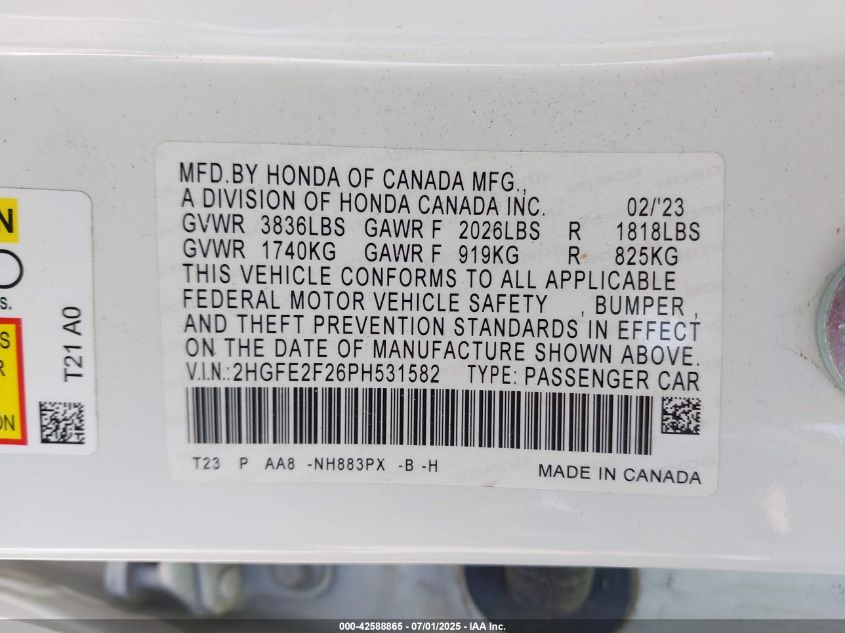 MFD.BY HONDA OF CANADA MFG.,
A DIVISION OF HONDA CANADA INC. 02/'23
GVWR 3836LBS GAWR F 2026LBS R 1818LBS
GVWR 1740KG GAWR F 919KG R 825KG
THIS VEHICLE CONFORMS TO ALL APPLICABLE
FEDERAL MOTOR VEHICLE SAFETY , BUMPER ,
AND THEFT PREVENTION STANDARDS IN EFFECT
ON THE DATE OF MANUFACTURE SHOWN ABOVE.
V.I.N.:2HGFE2F26PH531582 TYPE: PASSENGER CAR
T23 P AA8 -NH883PX -B -H MADE IN CANADA
N
s.
S
R
ON
T21 A0
000-42588865 - 07/01/2025 - IAA Inc.